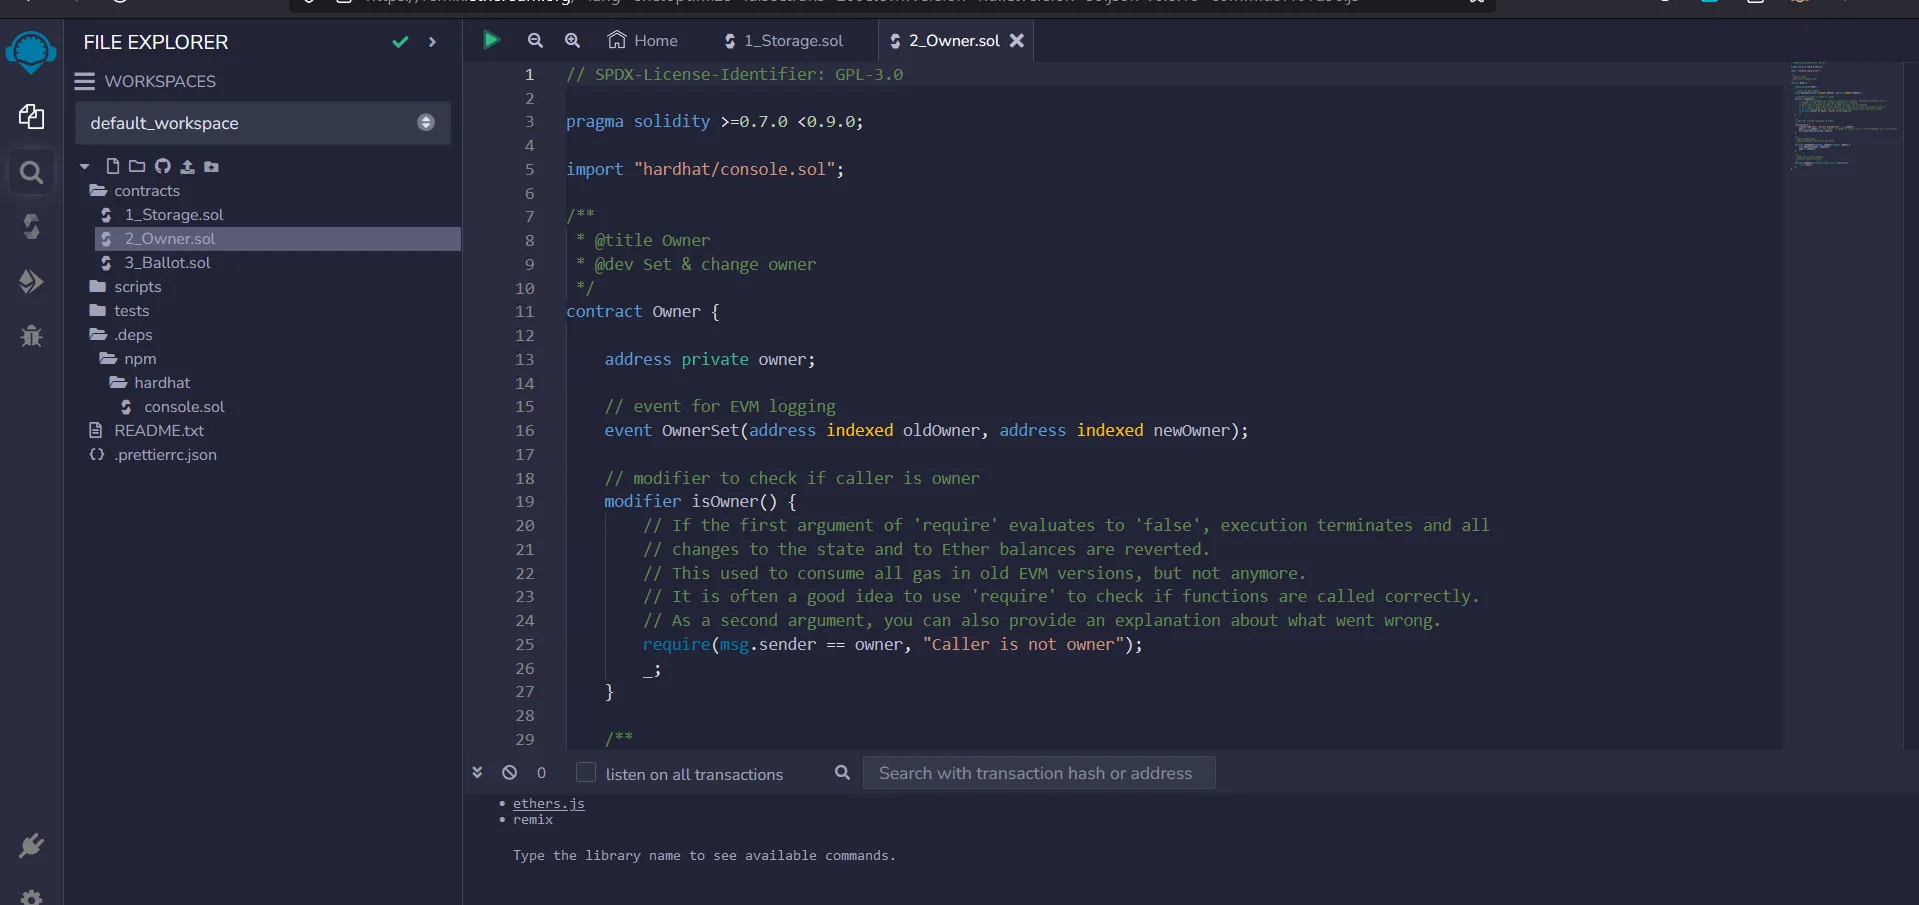 FILE EXPLORER
WORKSPACES
default_workspace
contracts
1_Storage.sol
2_Owner.sol
3_Ballot.sol
scripts
tests
.deps
npm
hardhat
console.sol
README.txt
.prettierrc.json
Home
1_Storage.sol
2_Owner.sol
1 // SPDX-License-Identifier: GPL-3.0
2
3 pragma solidity >=0.7.0 <0.9.0;
4
5 import "hardhat/console.sol";
6
7 /**
8 * @title Owner
9 * @dev Set & change owner
10 */
11 contract Owner {
12
13 address private owner;
14
15 // event for EVM logging
16 event OwnerSet(address indexed oldOwner, address indexed newOwner);
17
18 // modifier to check if caller is owner
19 modifier isOwner() {
20 // If the first argument of 'require' evaluates to 'false', execution terminates and all
21 // changes to the state and to Ether balances are reverted.
22 // This used to consume all gas in old EVM versions, but not anymore.
23 // It is often a good idea to use 'require' to check if functions are called correctly.
24 // As a second argument, you can also provide an explanation about what went wrong.
25 require(msg.sender == owner, "Caller is not owner");
26 _;
27 }
28
29 /**
0
listen on all transactions
Search with transaction hash or address
• ethers.js
• remix
Type the library name to see available commands.